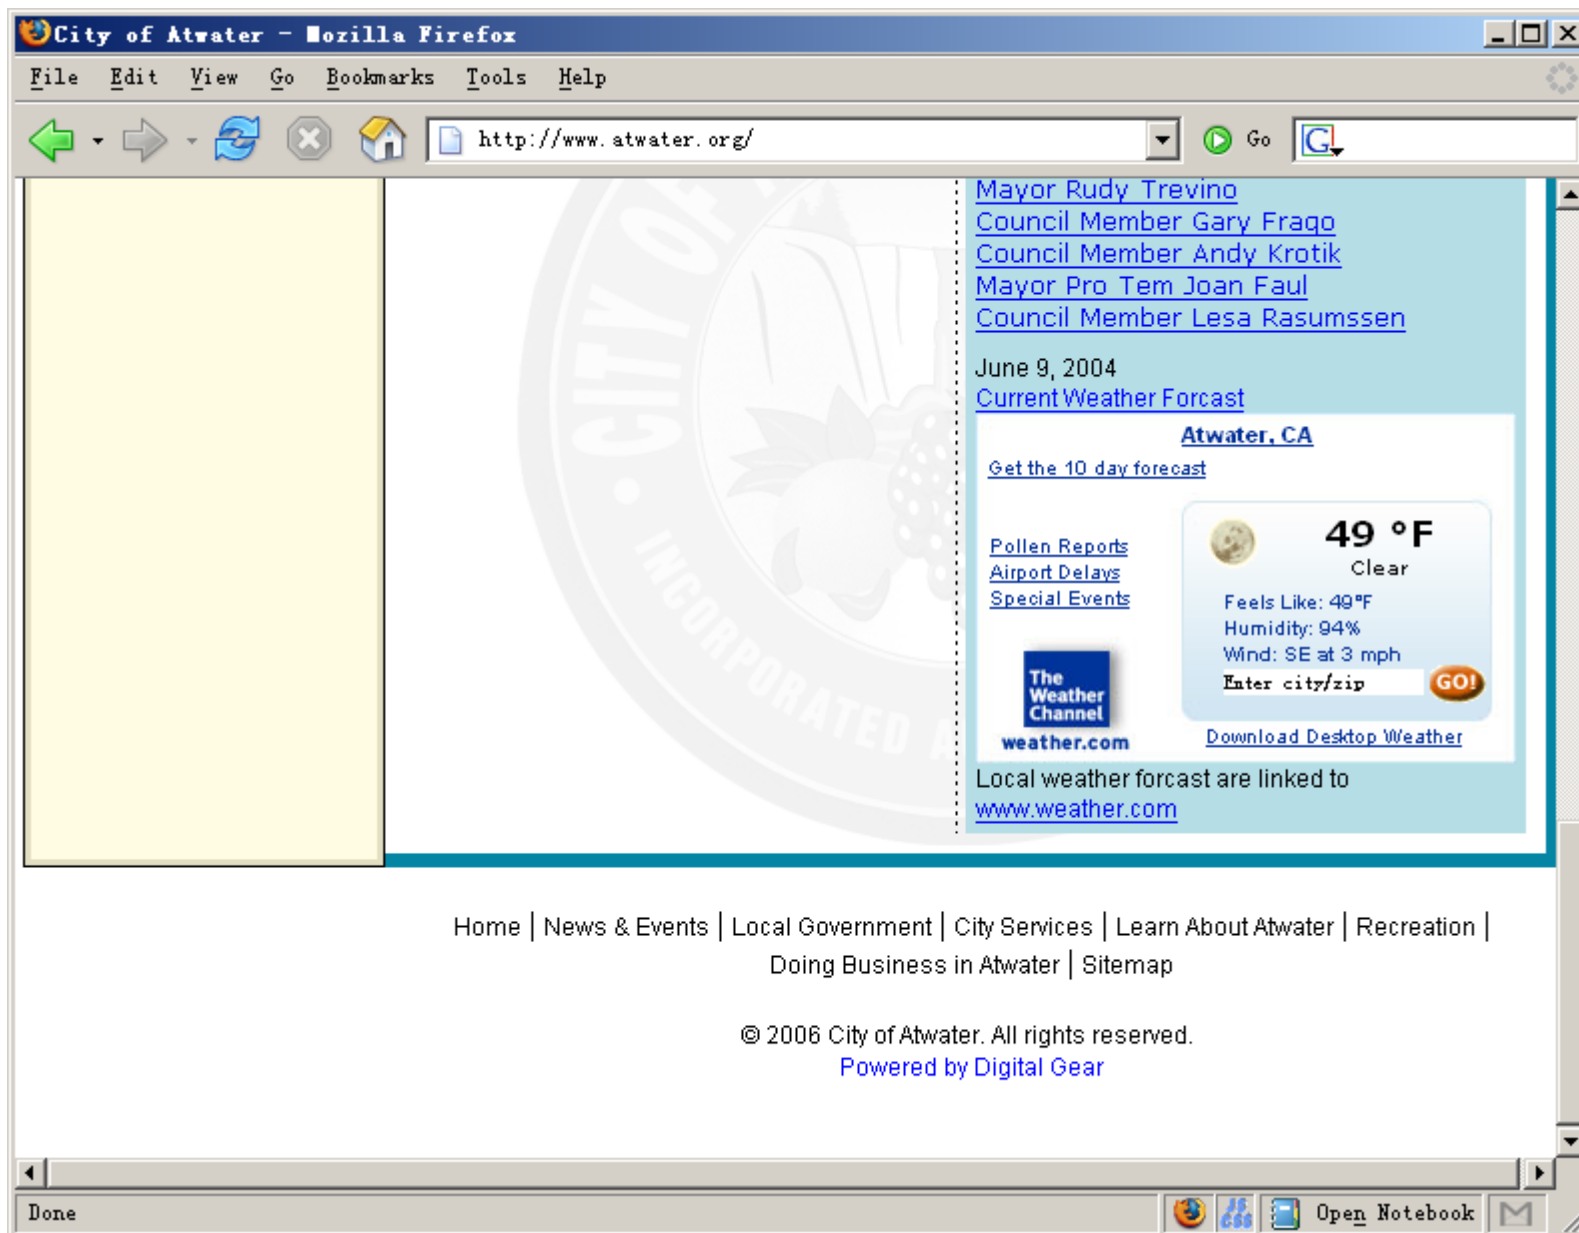 City of Atwater - Mozilla Firefox
File Edit View Go Bookmarks Tools Help
http://www.atwater.org/ Go G
Mayor Rudy Trevino
Council Member Gary Frago
Council Member Andy Krotik
Mayor Pro Tem Joan Faul
Council Member Lesa Rasumssen
June 9, 2004
Current Weather Forcast
Atwater, CA
Get the 10 day forecast
Pollen Reports
Airport Delays
Special Events
The
Weather
Channel
weather.com
49 °F
Clear
Feels Like: 49°F
Humidity: 94%
Wind: SE at 3 mph
Enter city/zip GO!
Download Desktop Weather
Local weather forcast are linked to
www.weather.com
CITY OF
INCORPORATED A
Home | News & Events | Local Government | City Services | Learn About Atwater | Recreation |
Doing Business in Atwater | Sitemap
© 2006 City of Atwater. All rights reserved.
Powered by Digital Gear
Done JS CSS Open Notebook